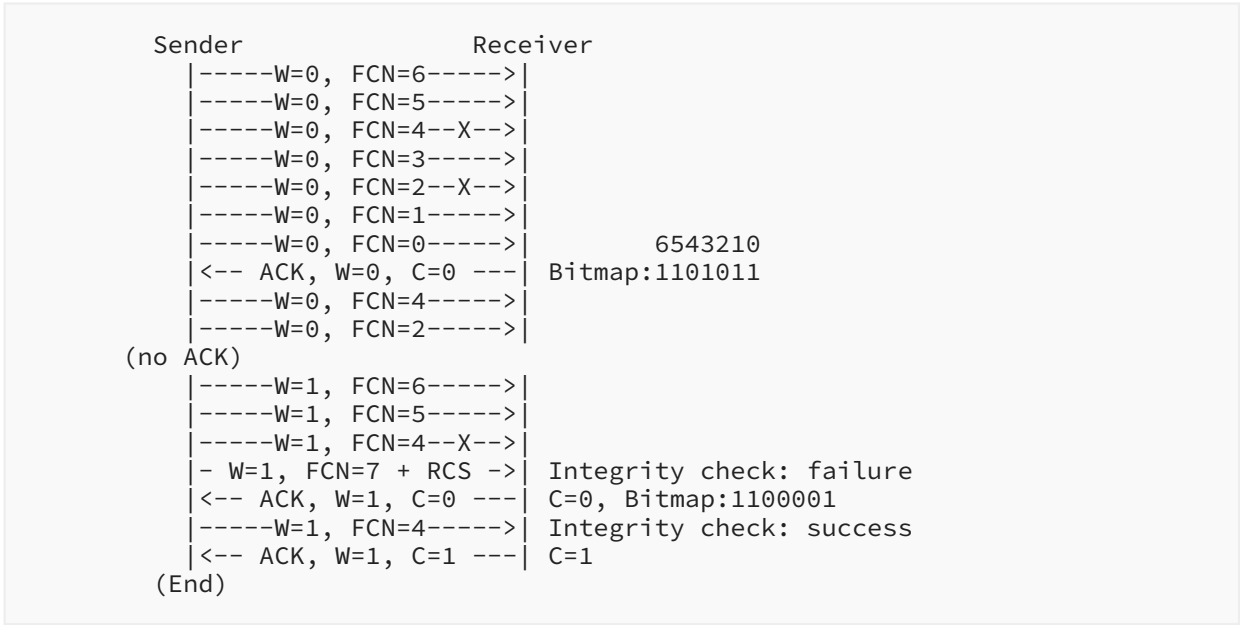 Sender                 Receiver
  |-----W=0, FCN=6----->|
  |-----W=0, FCN=5----->|
  |-----W=0, FCN=4--X-->|
  |-----W=0, FCN=3----->|
  |-----W=0, FCN=2--X-->|
  |-----W=0, FCN=1----->|
  |-----W=0, FCN=0----->|         6543210
  |<-- ACK, W=0, C=0 ---| Bitmap:1101011
  |-----W=0, FCN=4----->|
  |-----W=0, FCN=2----->|
(no ACK)
  |-----W=1, FCN=6----->|
  |-----W=1, FCN=5----->|
  |-----W=1, FCN=4--X-->|
  |- W=1, FCN=7 + RCS ->| Integrity check: failure
  |<-- ACK, W=1, C=0 ---| C=0, Bitmap:1100001
  |-----W=1, FCN=4----->| Integrity check: success
  |<-- ACK, W=1, C=1 ---| C=1
(End)